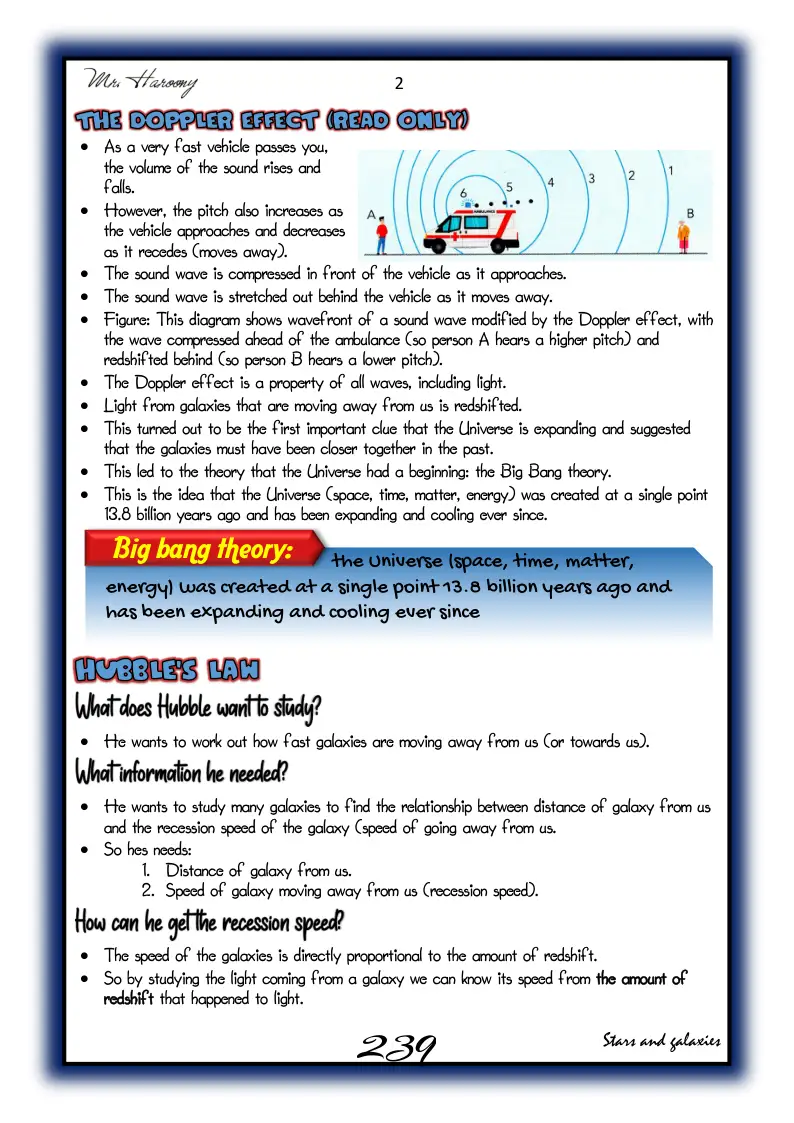 Mr. Haroony
2
THE DOPPLER EFFECT (READ ONLY)
• As a very fast vehicle passes you,
the volume of the sound rises and
falls.
• However, the pitch also increases as
the vehicle approaches and decreases
as it recedes (moves away).
A
6
5
4
3
2
1
B
AMBULANCE
• The sound wave is compressed in front of the vehicle as it approaches.
• The sound wave is stretched out behind the vehicle as it moves away.
• Figure: This diagram shows wavefront of a sound wave modified by the Doppler effect, with
the wave compressed ahead of the ambulance (so person A hears a higher pitch) and
redshifted behind (so person B hears a lower pitch).
• The Doppler effect is a property of all waves, including light.
• Light from galaxies that are moving away from us is redshifted.
• This turned out to be the first important clue that the Universe is expanding and suggested
that the galaxies must have been closer together in the past.
• This led to the theory that the Universe had a beginning: the Big Bang theory.
• This is the idea that the Universe (space, time, matter, energy) was created at a single point
13.8 billion years ago and has been expanding and cooling ever since.
Big bang theory:
the Universe (space, time, matter,
energy) was created at a single point 13.8 billion years ago and
has been expanding and cooling ever since
HUBBLE'S LAW
What does Hubble want to study?
• He wants to work out how fast galaxies are moving away from us (or towards us).
What information he needed?
• He wants to study many galaxies to find the relationship between distance of galaxy from us
and the recession speed of the galaxy (speed of going away from us.
• So hes needs:
1. Distance of galaxy from us.
2. Speed of galaxy moving away from us (recession speed).
How can he get the recession speed?
• The speed of the galaxies is directly proportional to the amount of redshift.
• So by studying the light coming from a galaxy we can know its speed from the amount of
redshift that happened to light.
239
Stars and galaxies